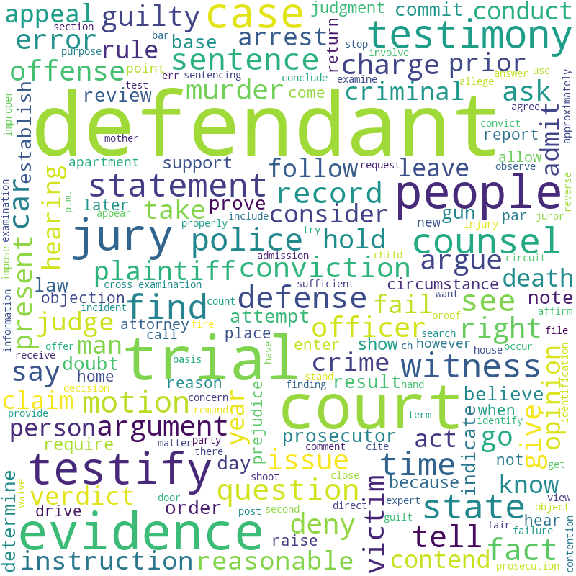 appeal
guilty
case
judgment
commit
conduct
section
purpose
bar
stop
involve
return
error
rule
base
arrest
testimony
offense
point
err
sentencing
sentence
charge
prior
answer
use
allege
improper
establish
review
test
murder
conclude
examine
criminal
ask
admit
agree
convict
approximately
mother
come
report
defendant
examination
apartment
support
follow
request
leave
allow
observe
car
later
statement
record
gun
par
juror
reverse
hearing
p.m.
appear
take
prove
properly
include
consider
people
present
impose
jury
police
hold
try
new
injury
law
cross examination
admission
child
argue
circuit
counsel
information
objection
plaintiff
conviction
circumstance
death
count
sufficient
want
find
incident
defense
fail
see
note
proof
affirm
judge
attorney
fire
attempt
officer
right
file
receive
offer
call
place
show
ch
search
however
house
occur
man
doubt
basis
enter
crime
witness
say
home
reason
have
trial
finding
hand
result
believe
when
opinion
identification
claim
decision
motion
concern
remand
stand
term
identify
court
provide
year
prejudice
prosecutor
act
indicate
go
give
person
argument
matter
party
there
comment
cite
require
day
issue
time
because
not
get
testify
shoot
close
victim
know
determine
waive
verdict
drive
door
order
post
second
question
direct
expert
state
hear
view
object
evidence
raise
deny
guilt
fair
failure
tell
fact
contention
instruction
reasonable
contend
prosecution